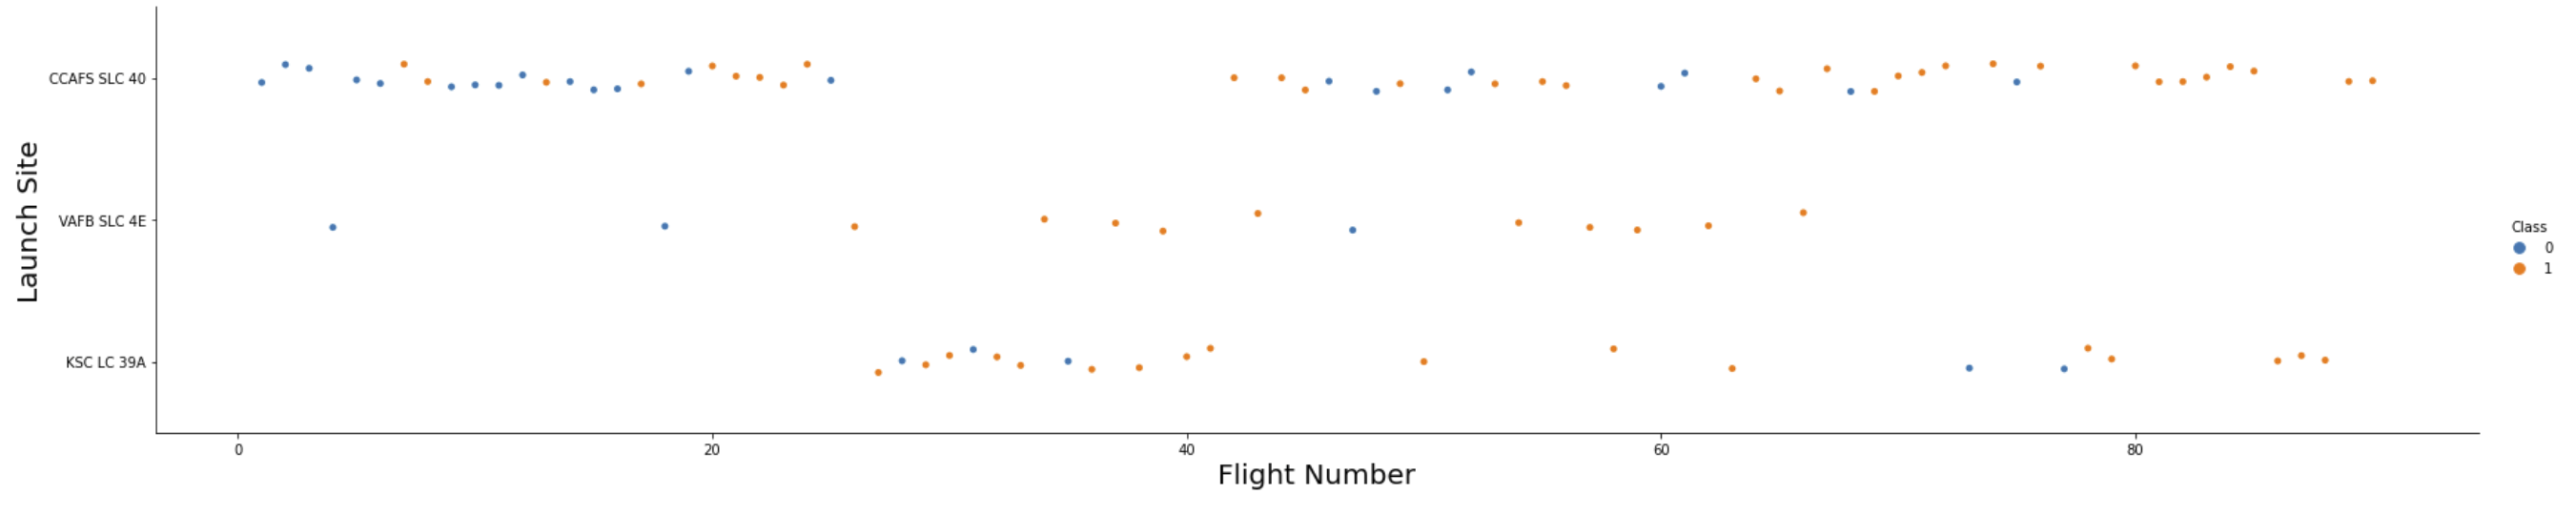 CCAFS SLC 40
VAFB SLC 4E
KSC LC 39A
Launch Site
0 20 40 60 80
Flight Number
Class
0
1